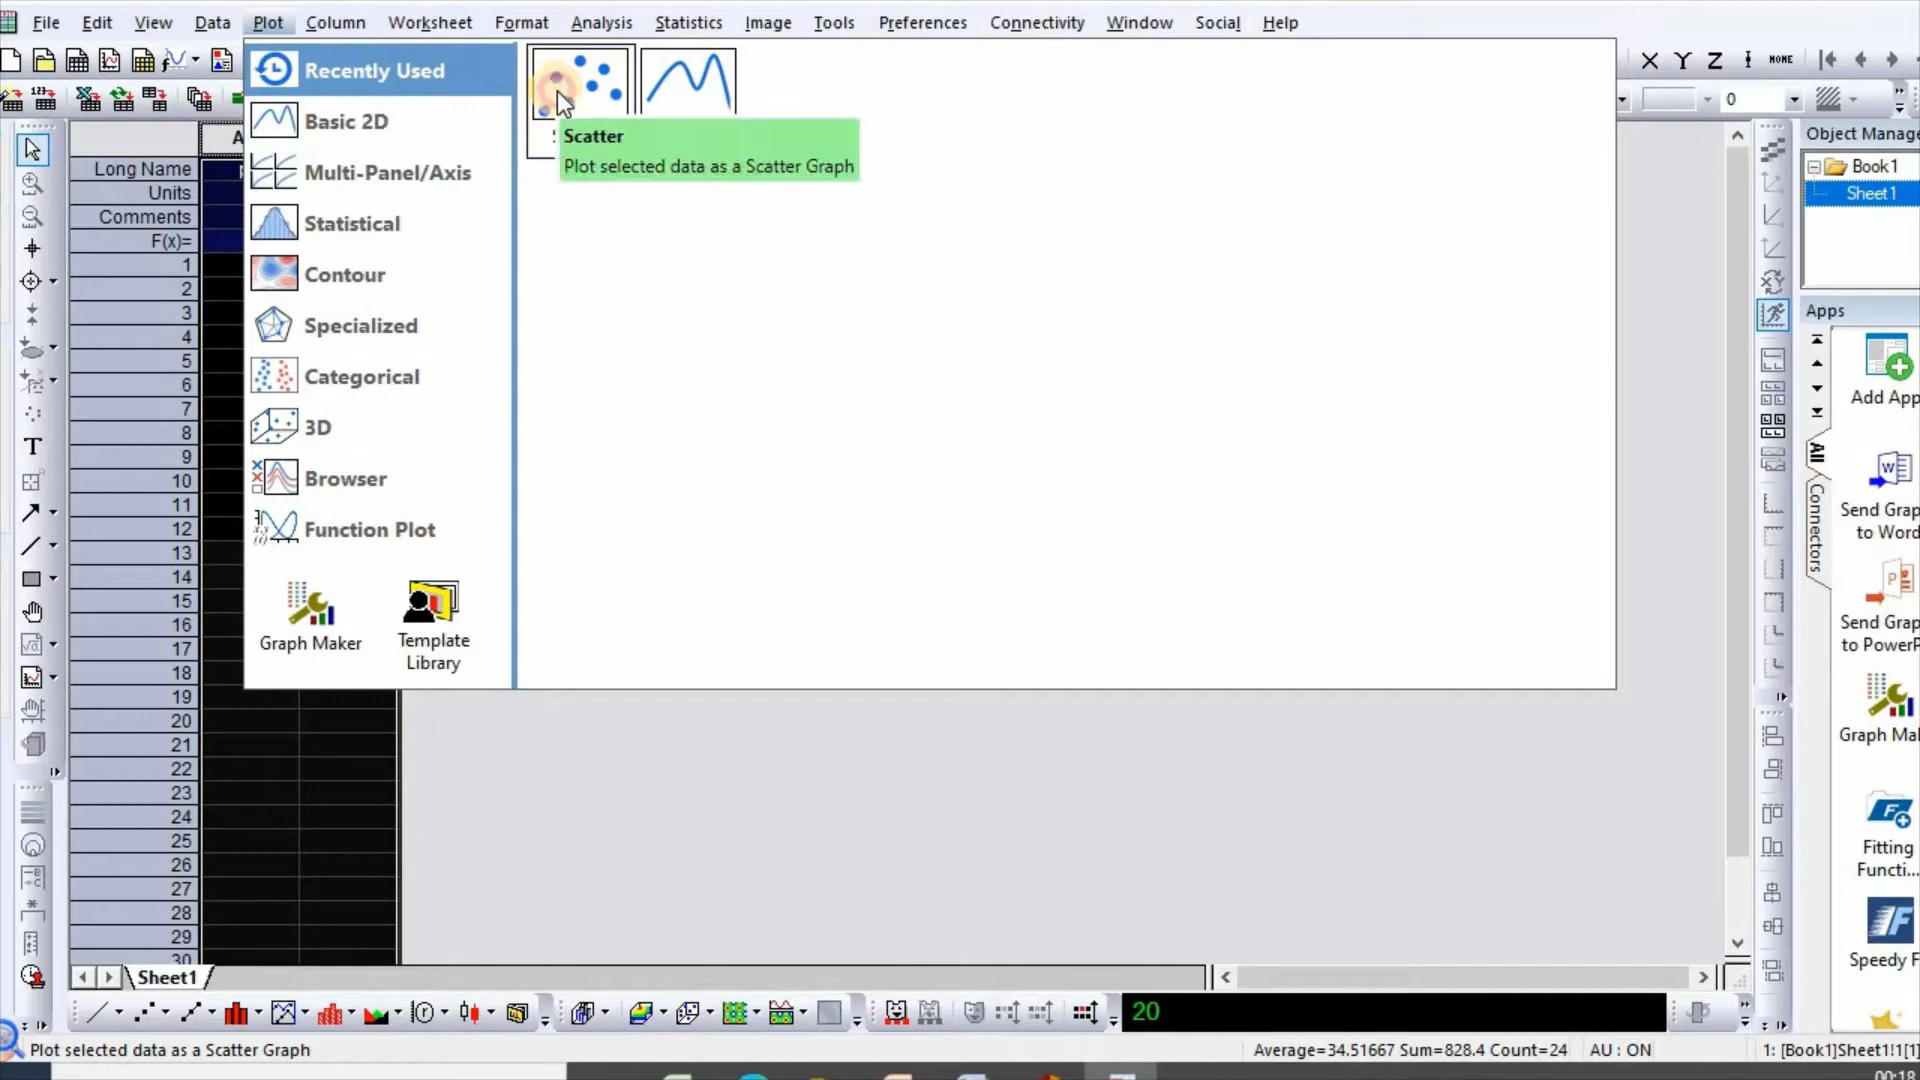 File Edit View Data Plot Column Worksheet Format Analysis Statistics Image Tools Preferences Connectivity Window Social Help
X Y Z HOME
0
Recently Used
Basic 2D
Multi-Panel/Axis
Statistical
Contour
Specialized
Categorical
3D
Browser
Function Plot
Graph Maker
Template Library
Scatter
Plot selected data as a Scatter Graph
A
Long Name
Units
Comments
F(x)=
1
2
3
4
5
6
7
8
9
10
11
12
13
14
15
16
17
18
19
20
21
22
23
24
25
26
27
28
29
30
T
Sheet1
Object Manage
Book1
Sheet1
Apps
All
Connectors
Add App
Send Grap
to Word
Send Grap
to PowerP
Graph Mal
Fitting
Functi...
Speedy F
20
Plot selected data as a Scatter Graph
Average=34.51667 Sum=828.4 Count=24
AU : ON
1: [Book1]Sheet1!1[1]
00:18